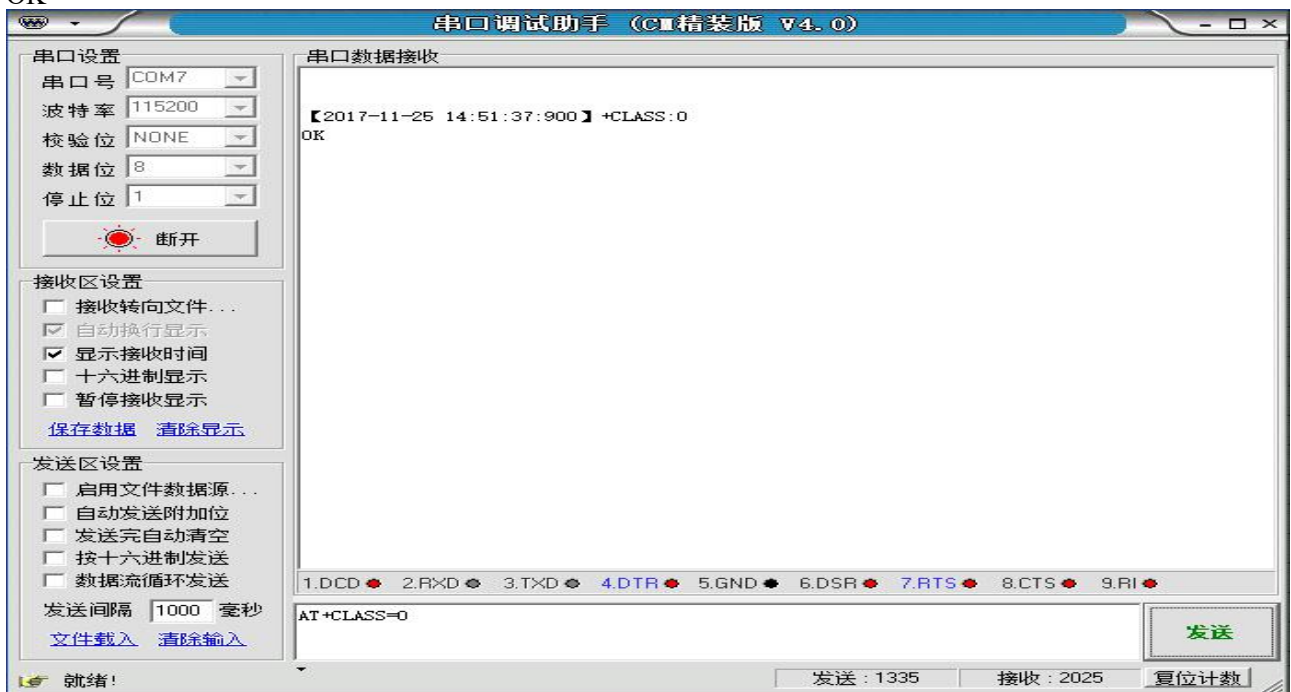 OK
串口调试助手 (CM精装版 V4.0)
串口设置
串口号 COM7
波特率 115200
校验位 NONE
数据位 8
停止位 1
断开
接收区设置
接收转向文件...
自动换行显示
显示接收时间
十六进制显示
暂停接收显示
保存数据 清除显示
发送区设置
启用文件数据源...
自动发送附加位
发送完自动清空
按十六进制发送
数据流循环发送
发送间隔 1000 毫秒
文件载入 清除输入
串口数据接收
【2017-11-25 14:51:37:900】+CLASS:0
OK
1.DCD 2.RXD 3.TXD 4.DTR 5.GND 6.DSR 7.RTS 8.CTS 9.RI
AT+CLASS=0
发送
就绪! 发送:1335 接收:2025 复位计数